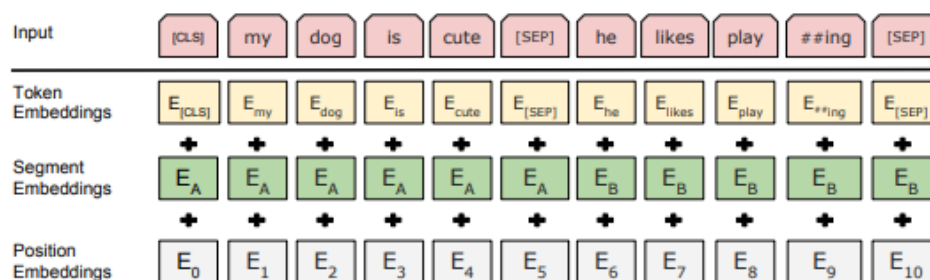 Input [CLS] my dog is cute [SEP] he likes play ##ing [SEP]
Token Embeddings E[CLS] Emy Edog Eis Ecute E[SEP] Ehe Elikes Eplay E##ing E[SEP]
+ + + + + + + + + + +
Segment Embeddings EA EA EA EA EA EA EB EB EB EB EB
+ + + + + + + + + + +
Position Embeddings E0 E1 E2 E3 E4 E5 E6 E7 E8 E9 E10